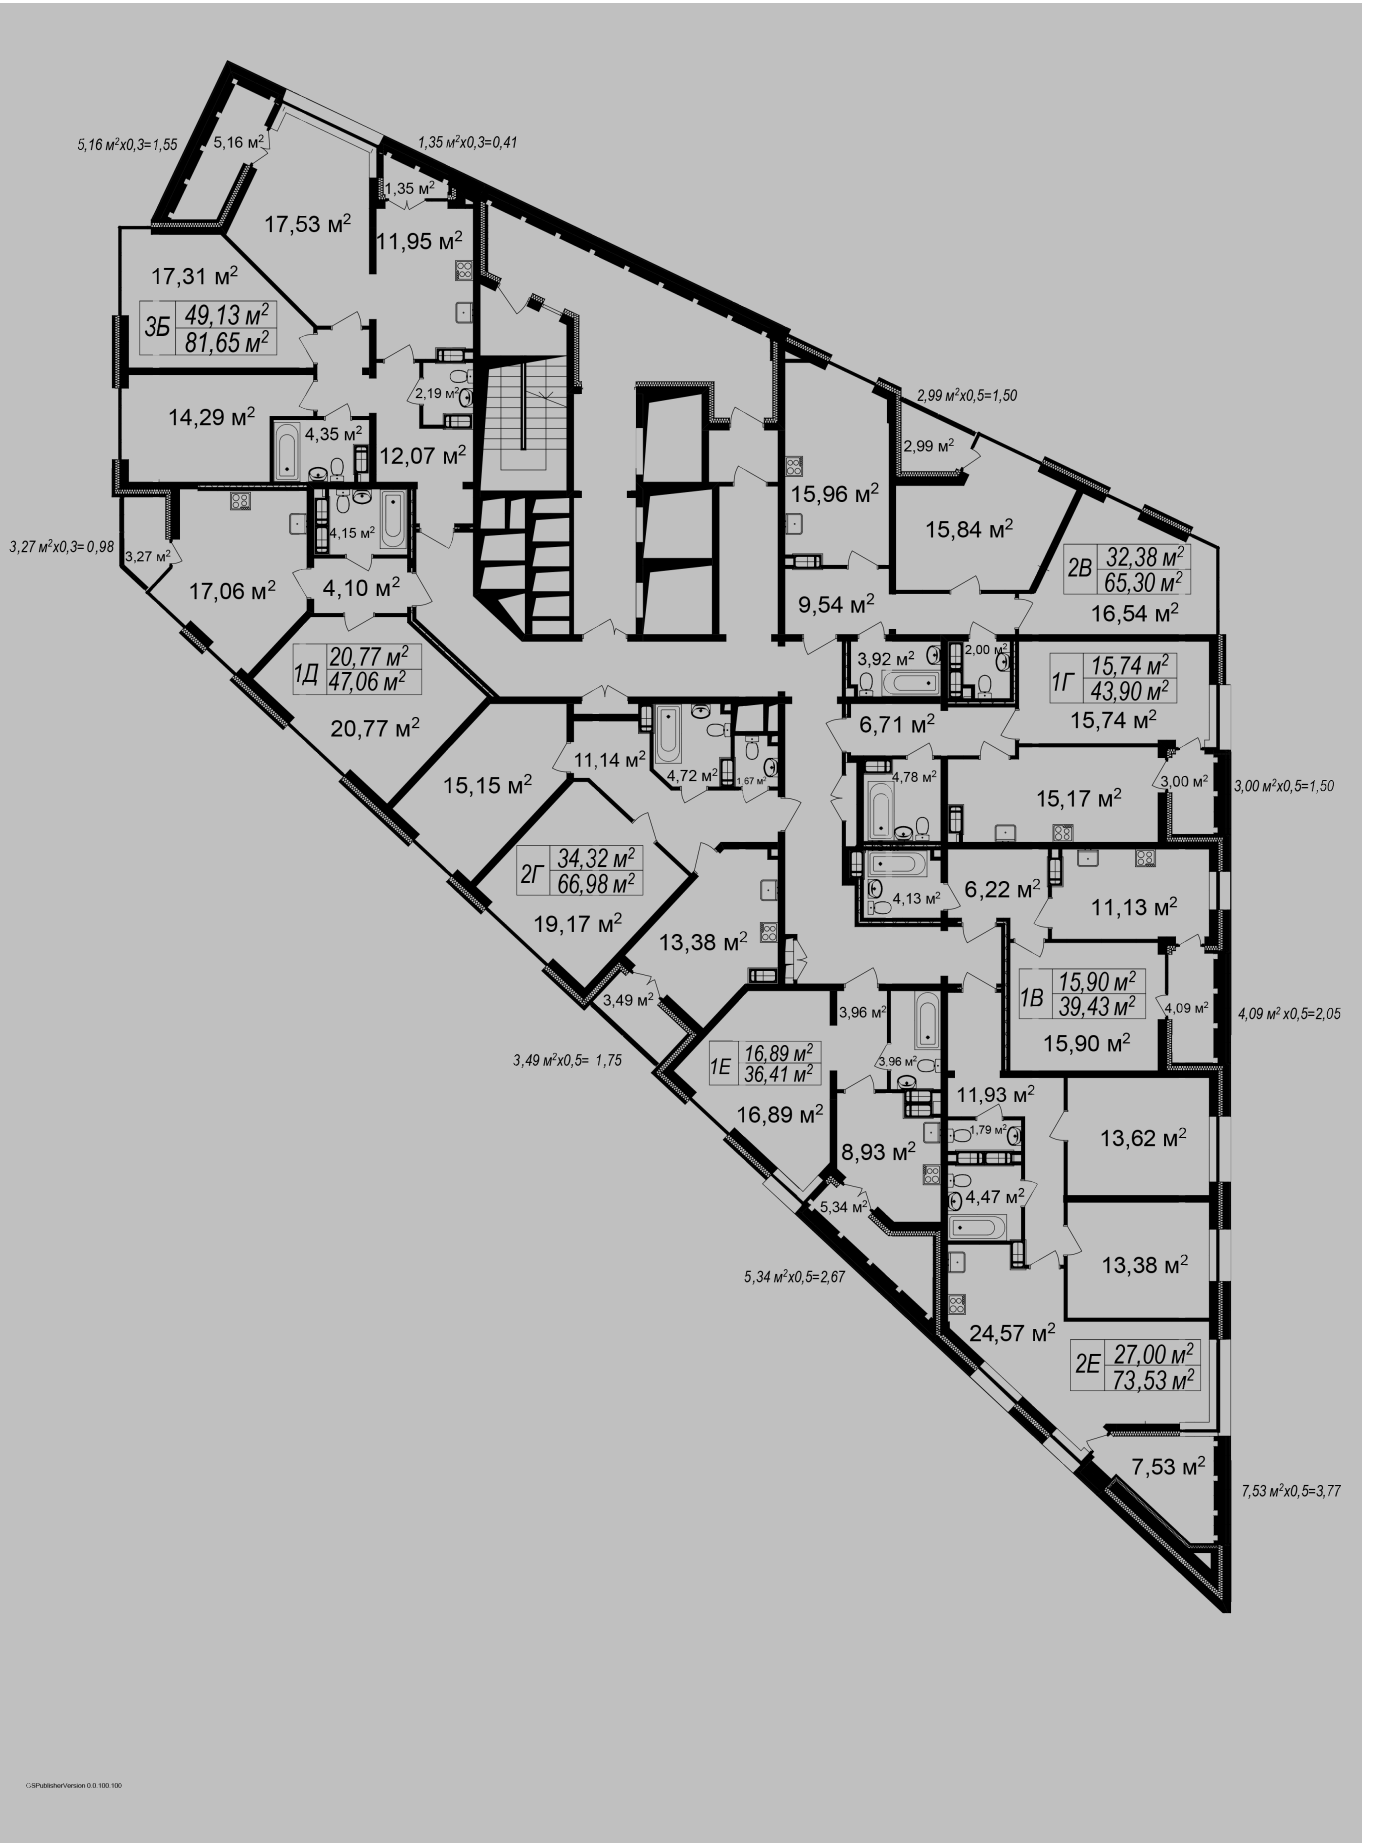 5,16 м²х0,3=1,55
5,16 м²
1,35 м²х0,3=0,41
1,35 м²
17,53 м²
11,95 м²
17,31 м²
3Б
49,13 м²
81,65 м²
2,19 м²
14,29 м²
4,35 м²
12,07 м²
2,99 м²х0,5=1,50
2,99 м²
15,96 м²
15,84 м²
3,27 м²х0,3= 0,98
3,27 м²
4,15 м²
17,06 м²
4,10 м²
2В
32,38 м²
65,30 м²
9,54 м²
16,54 м²
1Д
20,77 м²
47,06 м²
20,77 м²
3,92 м²
2,00 м²
1Г
15,74 м²
43,90 м²
15,74 м²
6,71 м²
11,14 м²
15,15 м²
4,72 м²
1,67 м²
4,78 м²
15,17 м²
3,00 м²
3,00 м²х0,5=1,50
2Г
34,32 м²
66,98 м²
19,17 м²
13,38 м²
4,13 м²
6,22 м²
11,13 м²
1В
15,90 м²
39,43 м²
15,90 м²
4,09 м²
4,09 м²х0,5=2,05
3,49 м²
3,49 м²х0,5= 1,75
3,96 м²
3,96 м²
1Е
16,89 м²
36,41 м²
16,89 м²
8,93 м²
11,93 м²
1,79 м²
13,62 м²
4,47 м²
5,34 м²
5,34 м²х0,5=2,67
13,38 м²
24,57 м²
2Е
27,00 м²
73,53 м²
7,53 м²
7,53 м²х0,5=3,77
GSPublisherVersion 0.0.100.100